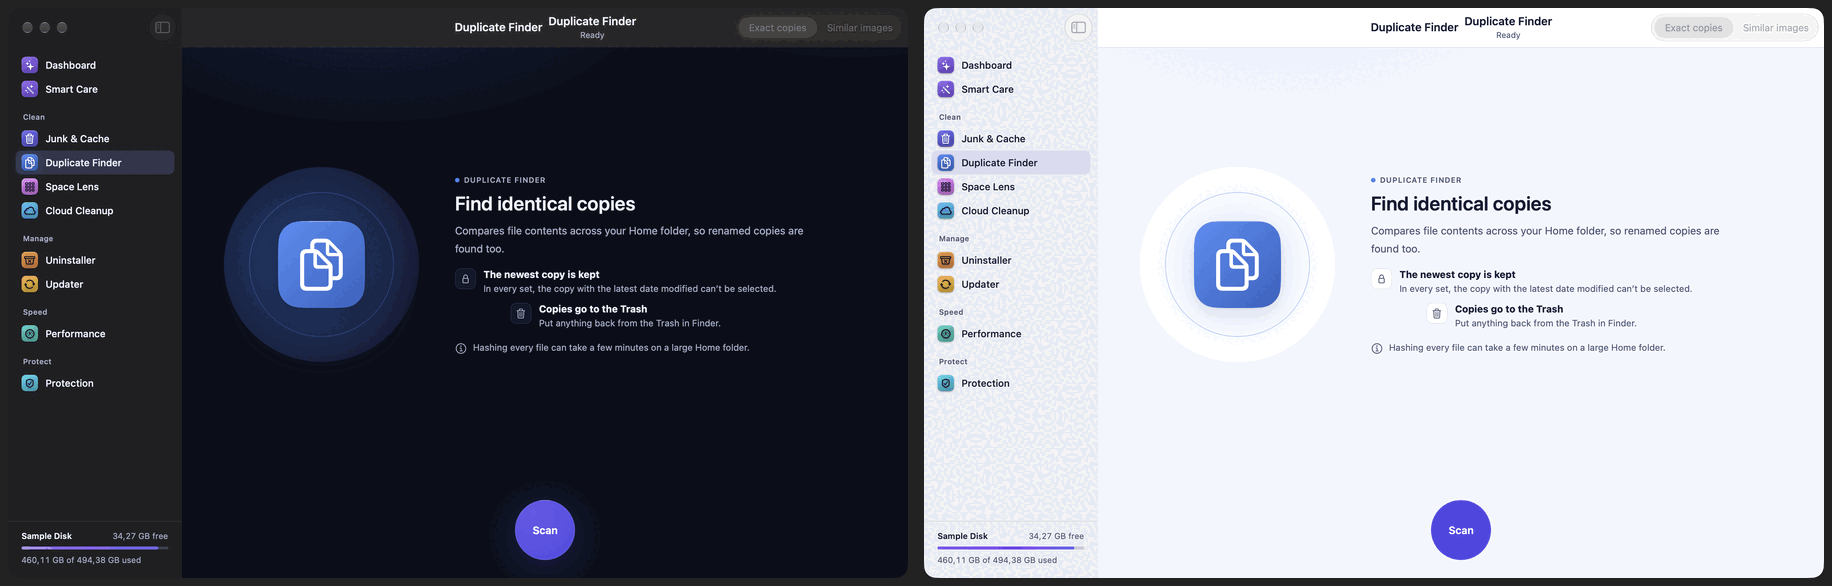 Duplicate Finder
Duplicate Finder
Ready
Exact copies
Similar images
Dashboard
Smart Care
Clean
Junk & Cache
Duplicate Finder
Space Lens
Cloud Cleanup
Manage
Uninstaller
Updater
Speed
Performance
Protect
Protection
Sample Disk
34,27 GB free
460,11 GB of 494,38 GB used
DUPLICATE FINDER
Find identical copies
Compares file contents across your Home folder, so renamed copies are
found too.
The newest copy is kept
In every set, the copy with the latest date modified can't be selected.
Copies go to the Trash
Put anything back from the Trash in Finder.
Hashing every file can take a few minutes on a large Home folder.
Scan
Duplicate Finder
Duplicate Finder
Ready
Exact copies
Similar images
Dashboard
Smart Care
Clean
Junk & Cache
Duplicate Finder
Space Lens
Cloud Cleanup
Manage
Uninstaller
Updater
Speed
Performance
Protect
Protection
Sample Disk
34,27 GB free
460,11 GB of 494,38 GB used
DUPLICATE FINDER
Find identical copies
Compares file contents across your Home folder, so renamed copies are
found too.
The newest copy is kept
In every set, the copy with the latest date modified can't be selected.
Copies go to the Trash
Put anything back from the Trash in Finder.
Hashing every file can take a few minutes on a large Home folder.
Scan